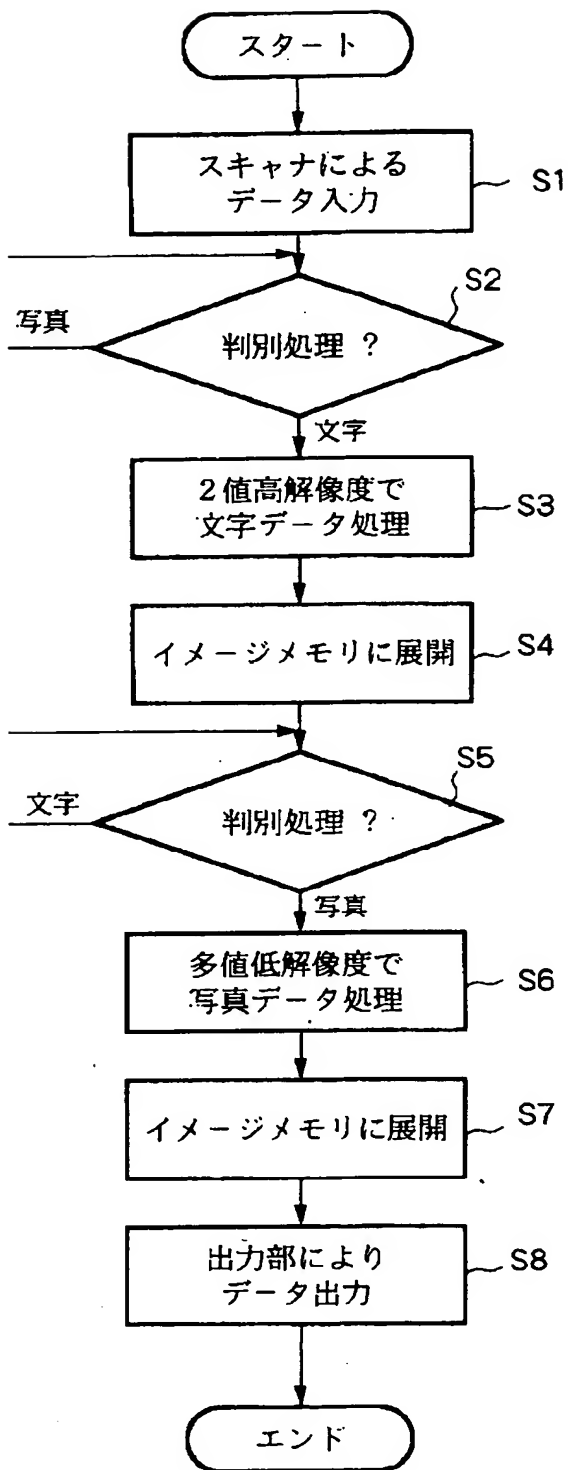 スタート
スキャナによる
データ入力
S1
S2
写真
判別処理 ?
文字
2値高解像度で
文字データ処理
S3
イメージメモリに展開
S4
S5
文字
判別処理 ?
写真
多値低解像度で
写真データ処理
S6
イメージメモリに展開
S7
出力部により
データ出力
S8
エンド